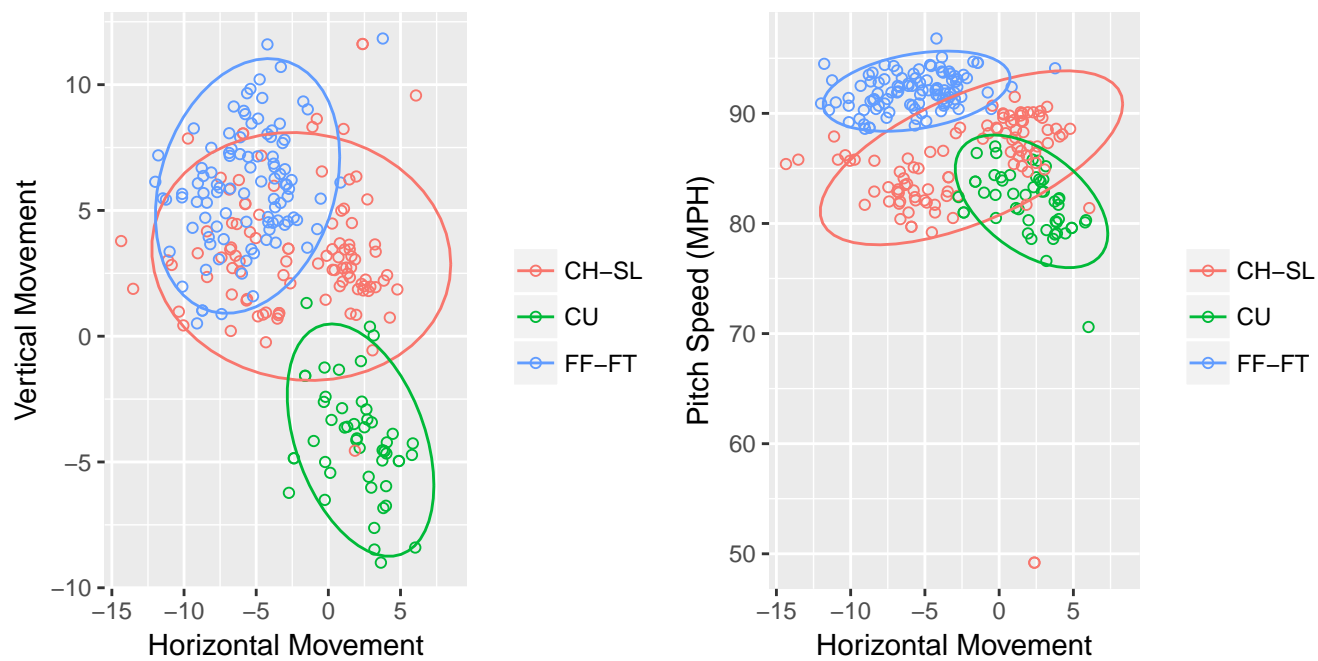 10
5
0
−5
−10
−15
−10
−5
0
5
Vertical Movement
Horizontal Movement
CH−SL
CU
FF−FT
90
80
70
60
50
−15
−10
−5
0
5
Pitch Speed (MPH)
Horizontal Movement
CH−SL
CU
FF−FT